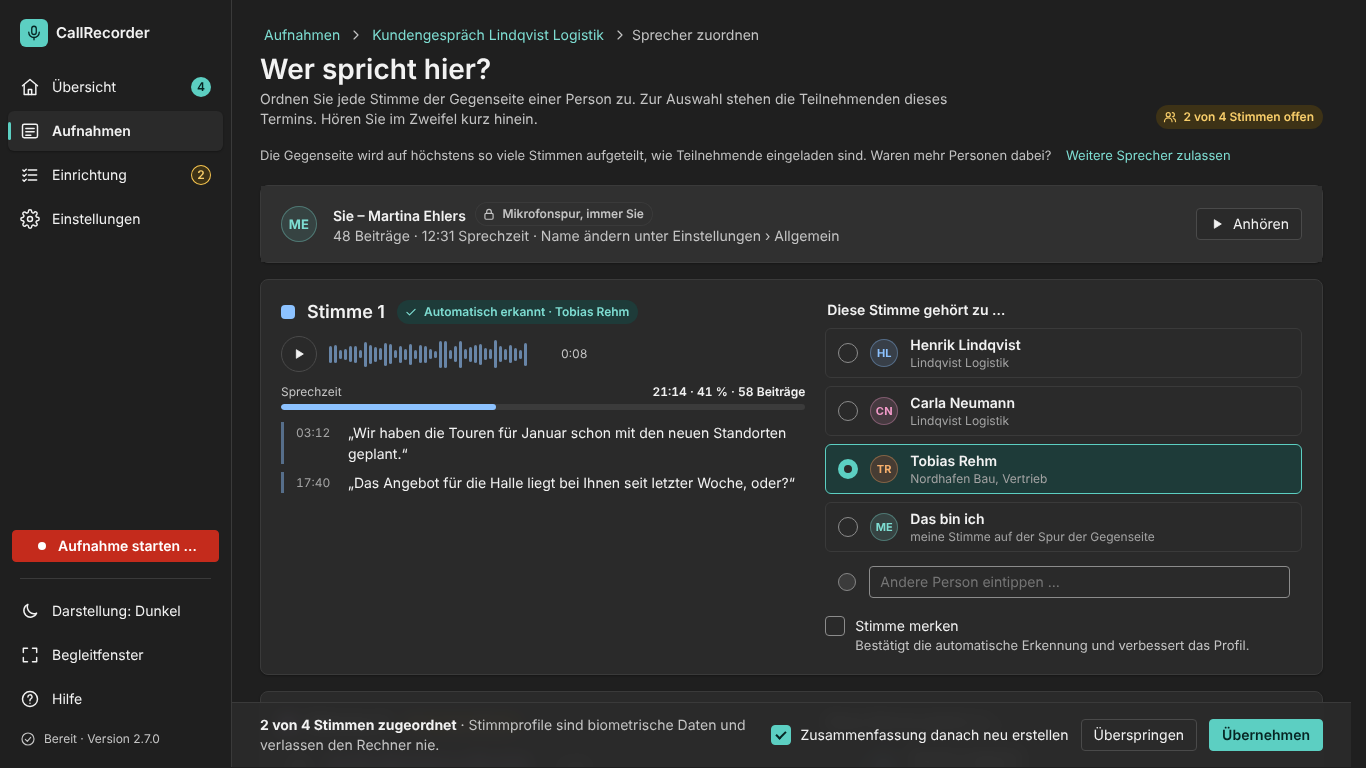 CallRecorder
Übersicht
4
Aufnahmen
Einrichtung
2
Einstellungen
Aufnahme starten ...
Darstellung: Dunkel
Begleitfenster
Hilfe
Bereit · Version 2.7.0
Aufnahmen > Kundengespräch Lindqvist Logistik > Sprecher zuordnen
Wer spricht hier?
Ordnen Sie jede Stimme der Gegenseite einer Person zu. Zur Auswahl stehen die Teilnehmenden dieses
Termins. Hören Sie im Zweifel kurz hinein.
2 von 4 Stimmen offen
Die Gegenseite wird auf höchstens so viele Stimmen aufgeteilt, wie Teilnehmende eingeladen sind. Waren mehr Personen dabei? Weitere Sprecher zulassen
ME
Sie – Martina Ehlers
Mikrofonspur, immer Sie
48 Beiträge · 12:31 Sprechzeit · Name ändern unter Einstellungen › Allgemein
Anhören
Stimme 1
Automatisch erkannt · Tobias Rehm
0:08
Sprechzeit
21:14 · 41 % · 58 Beiträge
03:12 „Wir haben die Touren für Januar schon mit den neuen Standorten
geplant.“
17:40 „Das Angebot für die Halle liegt bei Ihnen seit letzter Woche, oder?“
Diese Stimme gehört zu ...
HL
Henrik Lindqvist
Lindqvist Logistik
CN
Carla Neumann
Lindqvist Logistik
TR
Tobias Rehm
Nordhafen Bau, Vertrieb
ME
Das bin ich
meine Stimme auf der Spur der Gegenseite
Andere Person eintippen ...
Stimme merken
Bestätigt die automatische Erkennung und verbessert das Profil.
2 von 4 Stimmen zugeordnet · Stimmprofile sind biometrische Daten und
verlassen den Rechner nie.
Zusammenfassung danach neu erstellen
Überspringen
Übernehmen